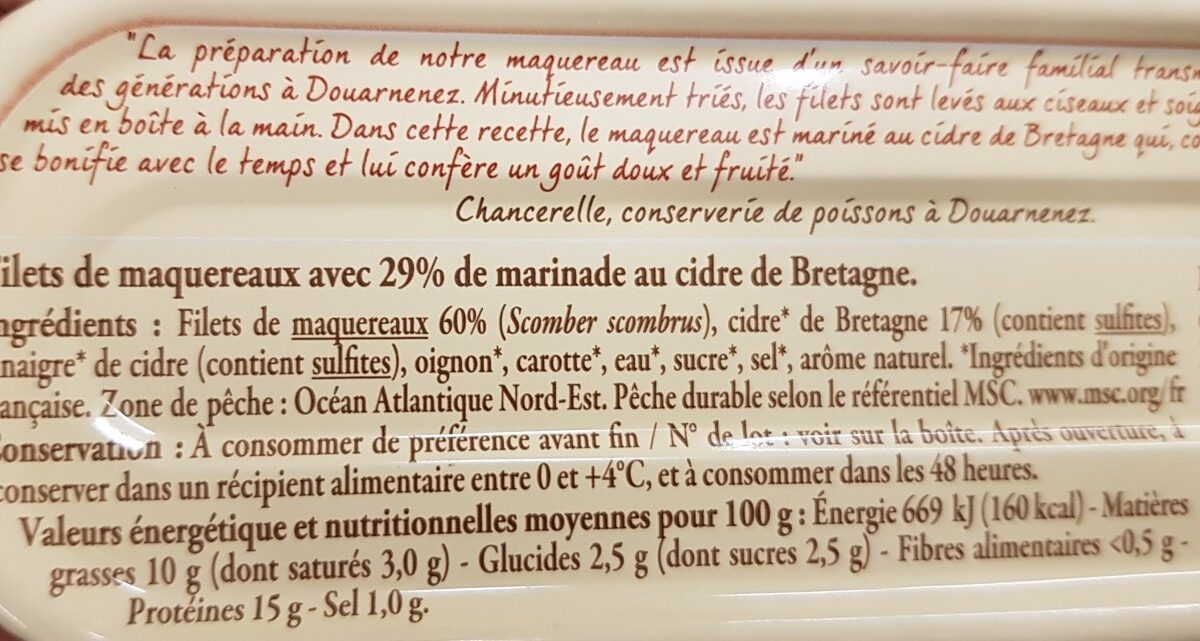 "La préparation de notre maquereau est issue d'un savoir-faire familial transm
des générations à Douarnenez. Minutieusement triés, les filets sont levés aux ciseaux et soig
mis en boîte à la main. Dans cette recette, le maquereau est mariné au cidre de Bretagne qui, co
se bonifie avec le temps et lui confère un goût doux et fruité."
Chancerelle, conserverie de poissons à Douarnenez.
ilets de maquereaux avec 29% de marinade au cidre de Bretagne.
ngrédients : Filets de maquereaux 60% (Scomber scombrus), cidre* de Bretagne 17% (contient sulfites),
naigre* de cidre (contient sulfites), oignon*, carotte*, eau*, sucre*, sel*, arôme naturel. *Ingrédients d'origine
ançaise. Zone de pêche : Océan Atlantique Nord-Est. Pêche durable selon le référentiel MSC. www.msc.org/fr
onservation : À consommer de préférence avant fin / N° de lot : voir sur la boîte. Après ouverture, à
conserver dans un récipient alimentaire entre 0 et +4°C, et à consommer dans les 48 heures.
Valeurs énergétique et nutritionnelles moyennes pour 100 g : Énergie 669 kJ (160 kcal) - Matières
grasses 10 g (dont saturés 3,0 g) - Glucides 2,5 g (dont sucres 2,5 g) - Fibres alimentaires <0,5 g -
Protéines 15 g - Sel 1,0 g.